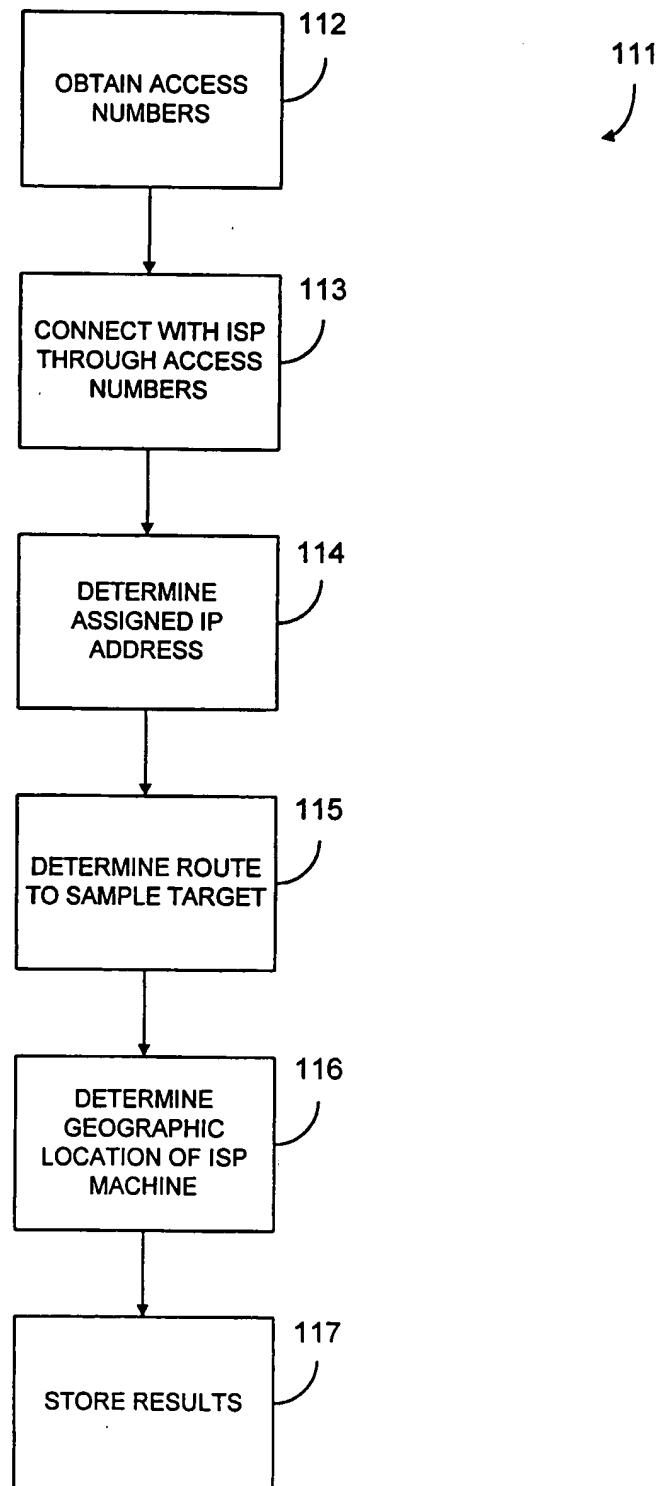 112
111
OBTAIN ACCESS
NUMBERS
113
CONNECT WITH ISP
THROUGH ACCESS
NUMBERS
114
DETERMINE
ASSIGNED IP
ADDRESS
115
DETERMINE ROUTE
TO SAMPLE TARGET
116
DETERMINE
GEOGRAPHIC
LOCATION OF ISP
MACHINE
117
STORE RESULTS